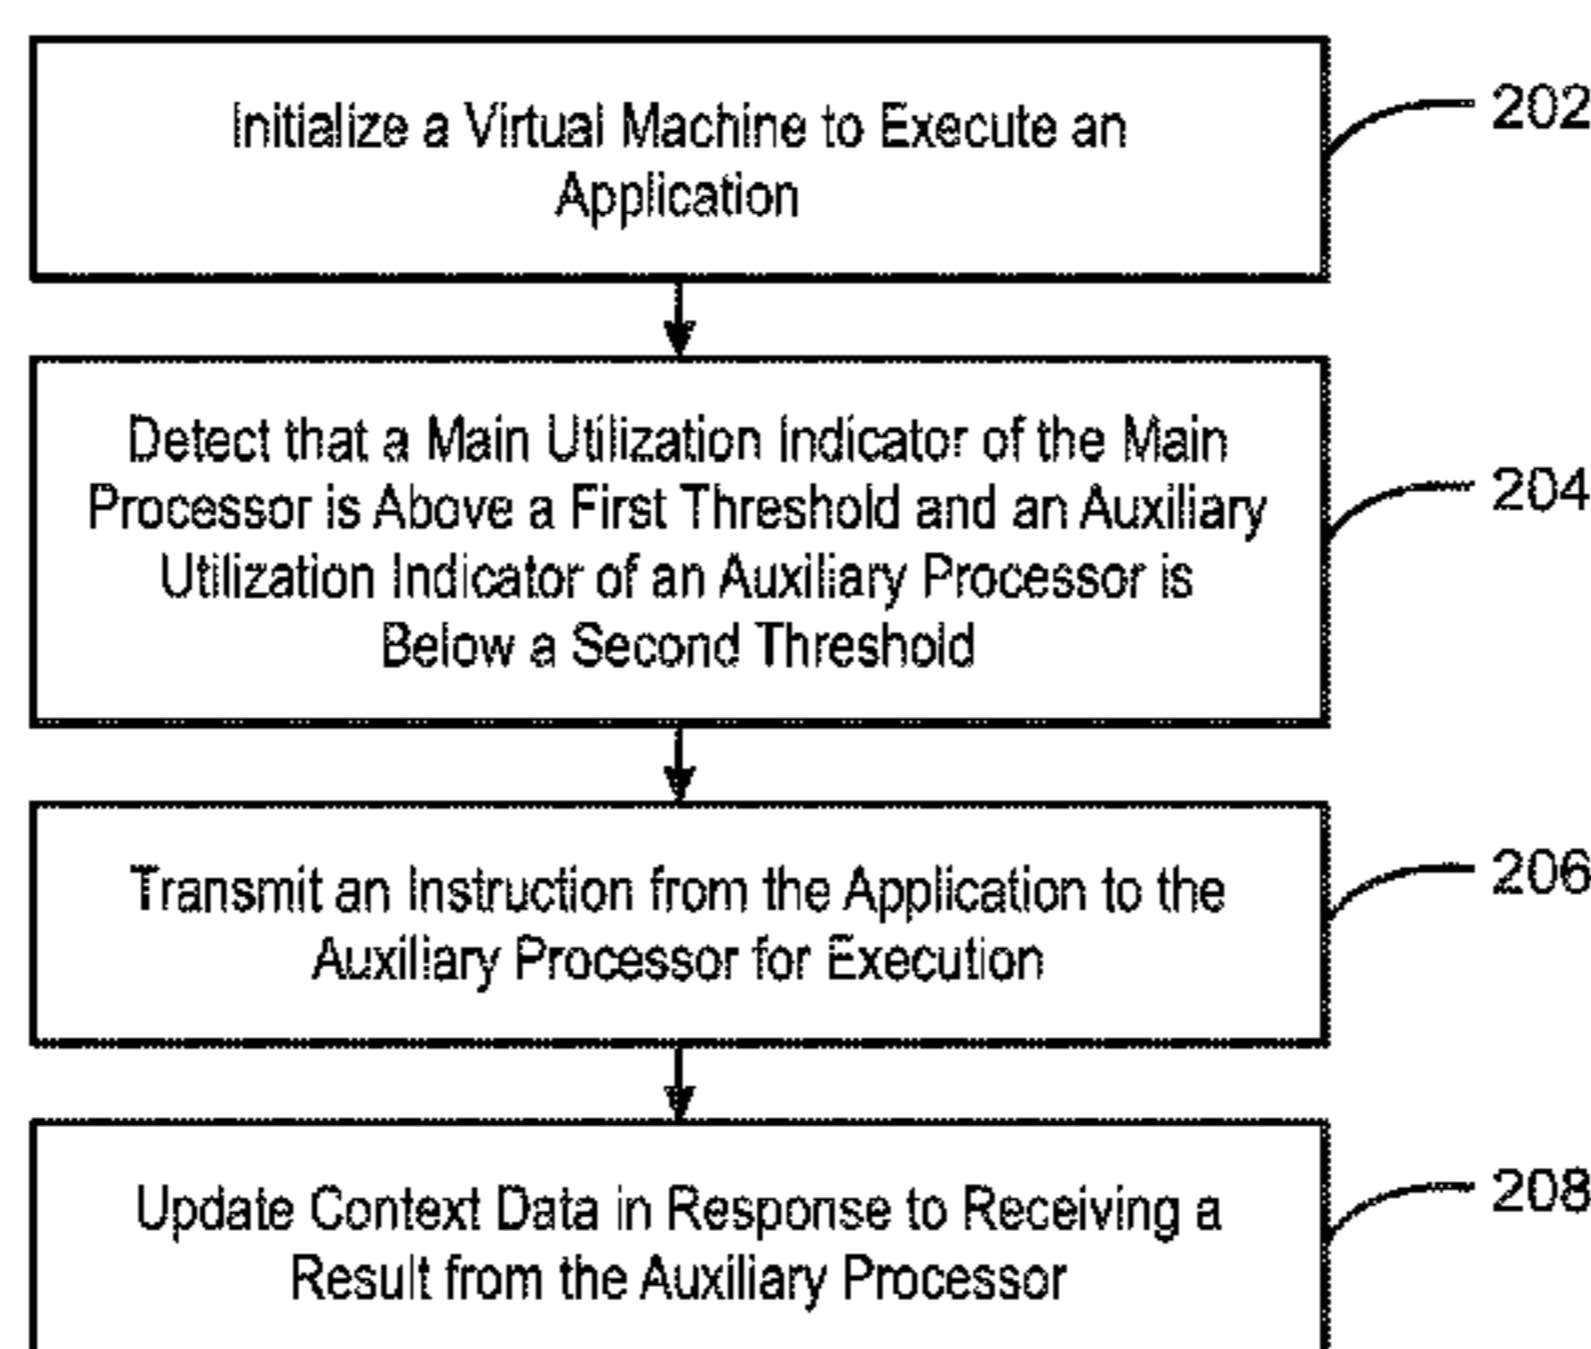 Initialize a Virtual Machine to Execute an
Application
202
Detect that a Main Utilization Indicator of the Main
Processor is Above a First Threshold and an Auxiliary
Utilization Indicator of an Auxiliary Processor is
Below a Second Threshold
204
Transmit an Instruction from the Application to the
Auxiliary Processor for Execution
206
Update Context Data in Response to Receiving a
Result from the Auxiliary Processor
208